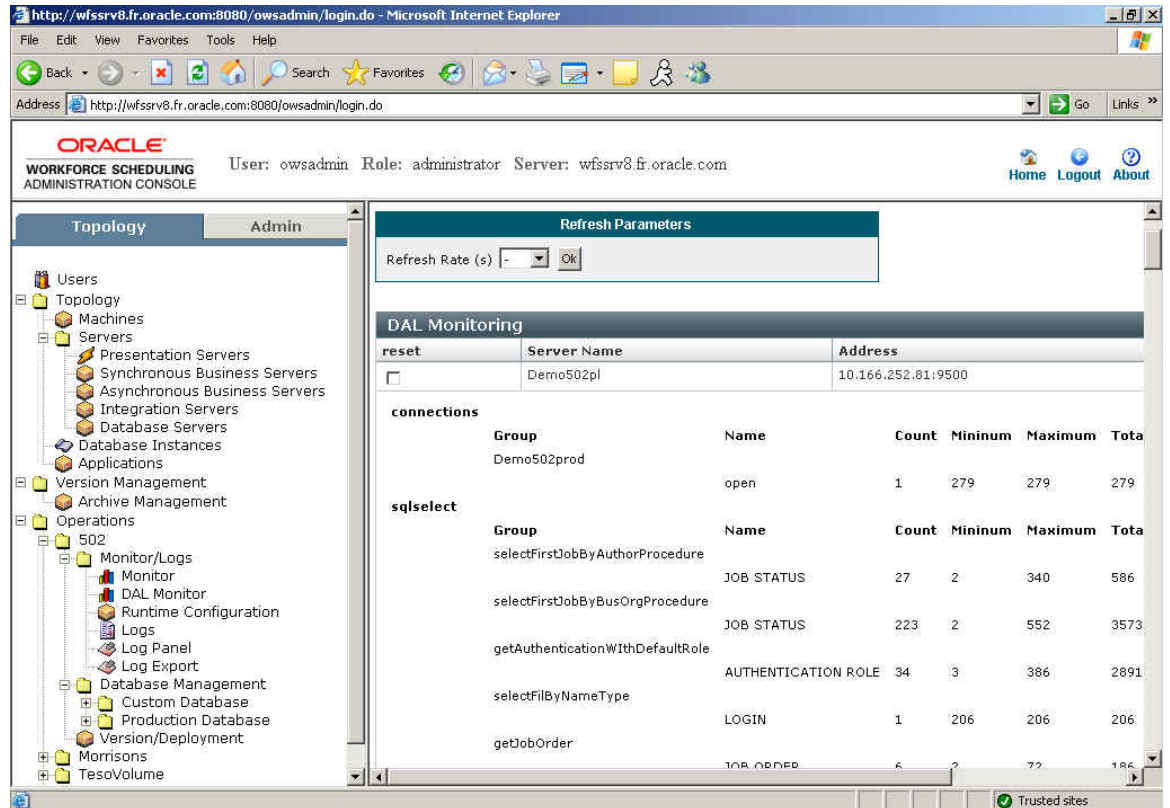 http://wfssrv8.fr.oracle.com:8080/owsadmin/login.do - Microsoft Internet Explorer
File Edit View Favorites Tools Help
Back Search Favorites
Address http://wfssrv8.fr.oracle.com:8080/owsadmin/login.do Go Links »
ORACLE
WORKFORCE SCHEDULING
ADMINISTRATION CONSOLE
User: owsadmin Role: administrator Server: wfssrv8.fr.oracle.com
Home Logout About
Topology Admin
Users
Topology
Machines
Servers
Presentation Servers
Synchronous Business Servers
Asynchronous Business Servers
Integration Servers
Database Servers
Database Instances
Applications
Version Management
Archive Management
Operations
502
Monitor/Logs
Monitor
DAL Monitor
Runtime Configuration
Logs
Log Panel
Log Export
Database Management
Custom Database
Production Database
Version/Deployment
Morrisons
TesoVolume
Refresh Parameters
Refresh Rate (s) - Ok
DAL Monitoring
reset Server Name Address
Demo502pl 10.166.252.81:9500
connections
Group Name Count Mininum Maximum Tota
Demo502prod
open 1 279 279 279
sqlselect
Group Name Count Mininum Maximum Tota
selectFirstJobByAuthorProcedure
JOB STATUS 27 2 340 586
selectFirstJobByBusOrgProcedure
JOB STATUS 223 2 552 3573
getAuthenticationWIthDefaultRole
AUTHENTICATION ROLE 34 3 386 2891
selectFilByNameType
LOGIN 1 206 206 206
getJobOrder
JOB ORDER 6 2 72 186
Trusted sites